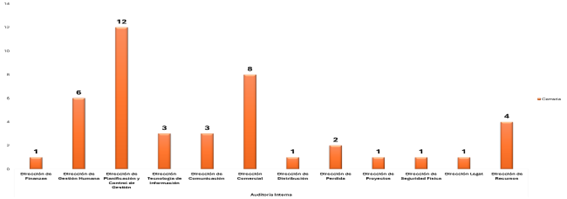 14
12
10
8
6
4
2
0
1
6
12
3
3
8
1
2
1
1
1
4
Dirección de Finanzas
Dirección de Gestión Humana
Dirección de Planificación y Control de Gestión
Dirección Tecnología de Información
Dirección de Comunicación
Dirección Comercial
Dirección de Distribución
Dirección de Perdida
Dirección de Proyectos
Dirección de Seguridad Física
Dirección Legal
Dirección de Recursos
Auditoría Interna